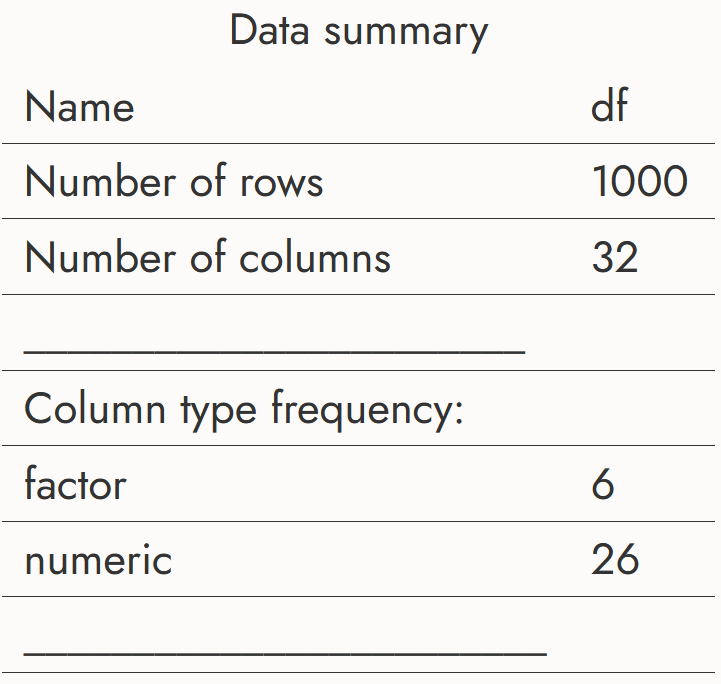 Data summary
Name df
Number of rows 1000
Number of columns 32
_______________________
Column type frequency:
factor 6
numeric 26
________________________